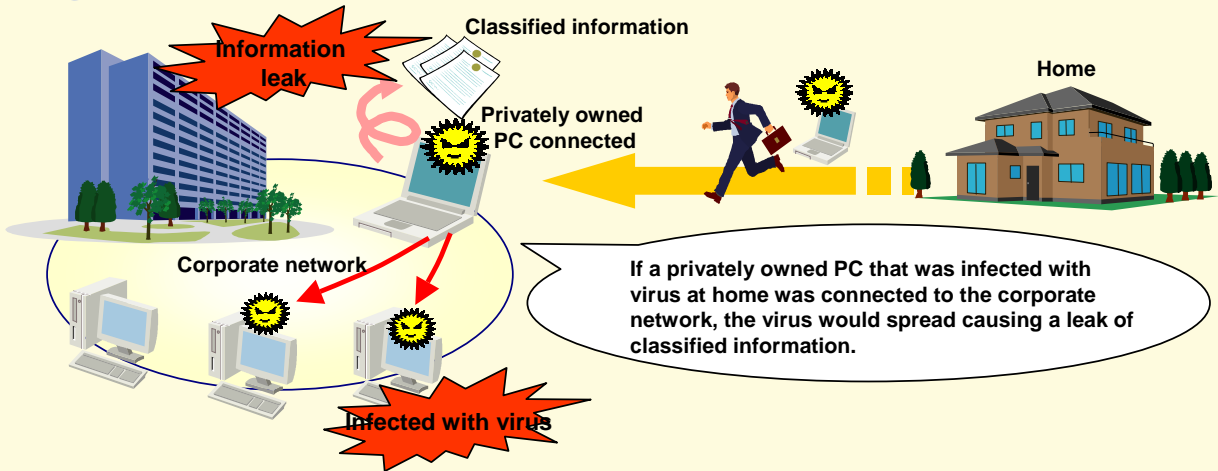 Classified information
Information
leak
Home
Privately owned
PC connected
Corporate network
If a privately owned PC that was infected with
virus at home was connected to the corporate
network, the virus would spread causing a leak of
classified information.
Infected with virus